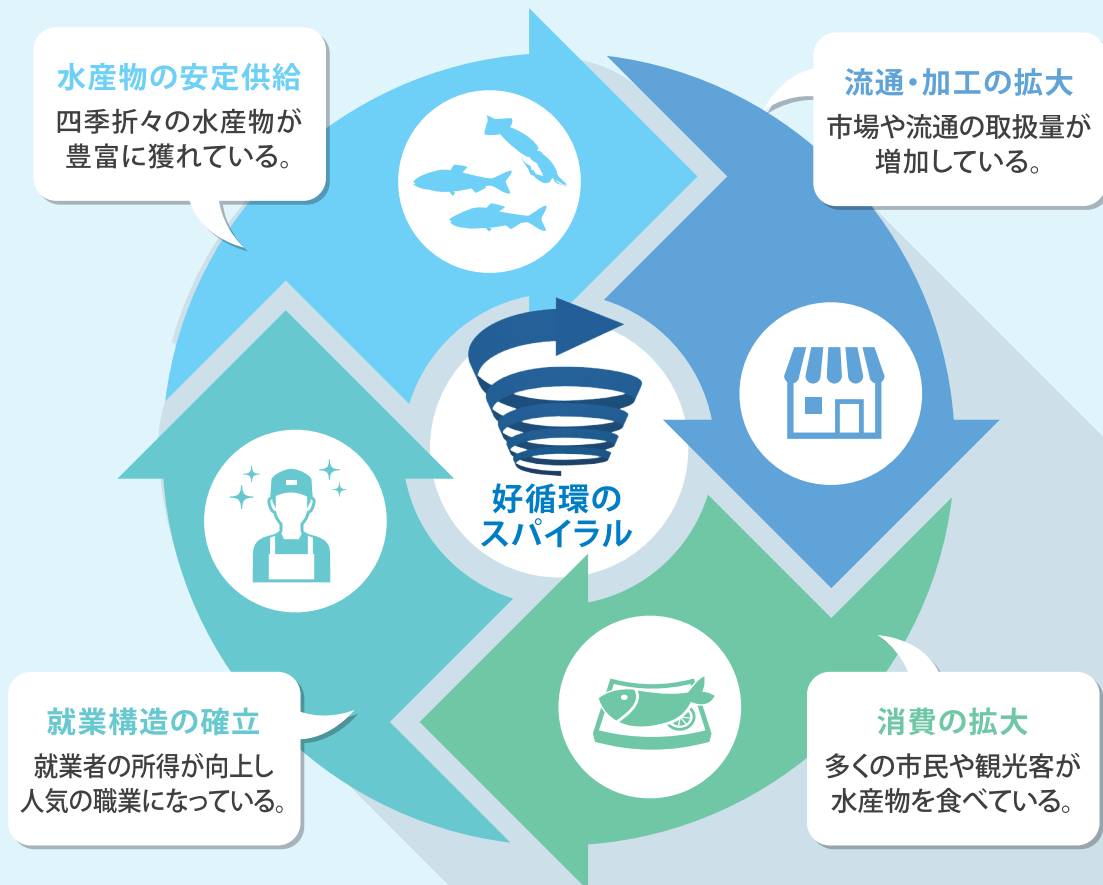 水産物の安定供給
四季折々の水産物が
豊富に獲れている。
流通・加工の拡大
市場や流通の取扱量が
増加している。
好循環の
スパイラル
就業構造の確立
就業者の所得が向上し
人気の職業になっている。
消費の拡大
多くの市民や観光客が
水産物を食べている。